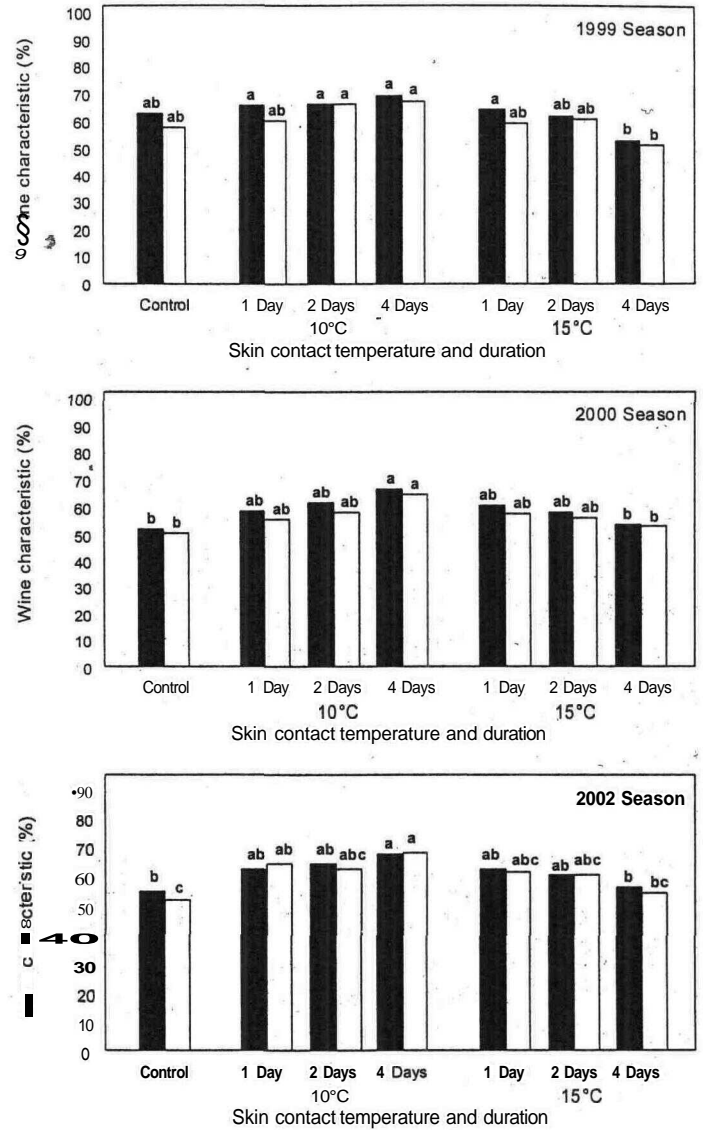 100
1999 Season
90
80
70
60
50
40
30
20
10
0
ab ab a ab a a a a a ab ab ab b b
Control 1 Day 2 Days 4 Days 1 Day 2 Days 4 Days
10°C 15°C
Skin contact temperature and duration
ne characteristic (%)
100
2000 Season
90
80
70
60
50
40
30
20
10
0
b b ab ab ab ab a a ab ab ab ab b b
Control 1 Day 2 Days 4 Days 1 Day 2 Days 4 Days
10°C 15°C
Skin contact temperature and duration
Wine characteristic (%)
•90
2002 Season
80
70
60
50
40
30
20
10
0
b c ab ab ab abc a a ab abc ab abc b bc
Control 1 Day 2 Days 4 Days 1 Day 2 Days 4 Days
10°C 15°C
Skin contact temperature and duration
cteristic (%)